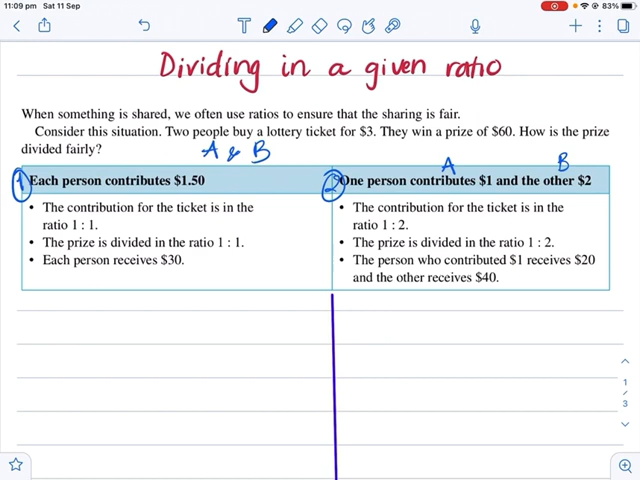 11:09 pm Sat 11 Sep 83%
T
Dividing in a given ratio
When something is shared, we often use ratios to ensure that the sharing is fair.
Consider this situation. Two people buy a lottery ticket for $3. They win a prize of $60. How is the prize
divided fairly?
A & B
A B
1 Each person contributes $1.50
• The contribution for the ticket is in the
ratio 1 : 1.
• The prize is divided in the ratio 1 : 1.
• Each person receives $30.
2 One person contributes $1 and the other $2
• The contribution for the ticket is in the
ratio 1 : 2.
• The prize is divided in the ratio 1 : 2.
• The person who contributed $1 receives $20
and the other receives $40.
1
/
3